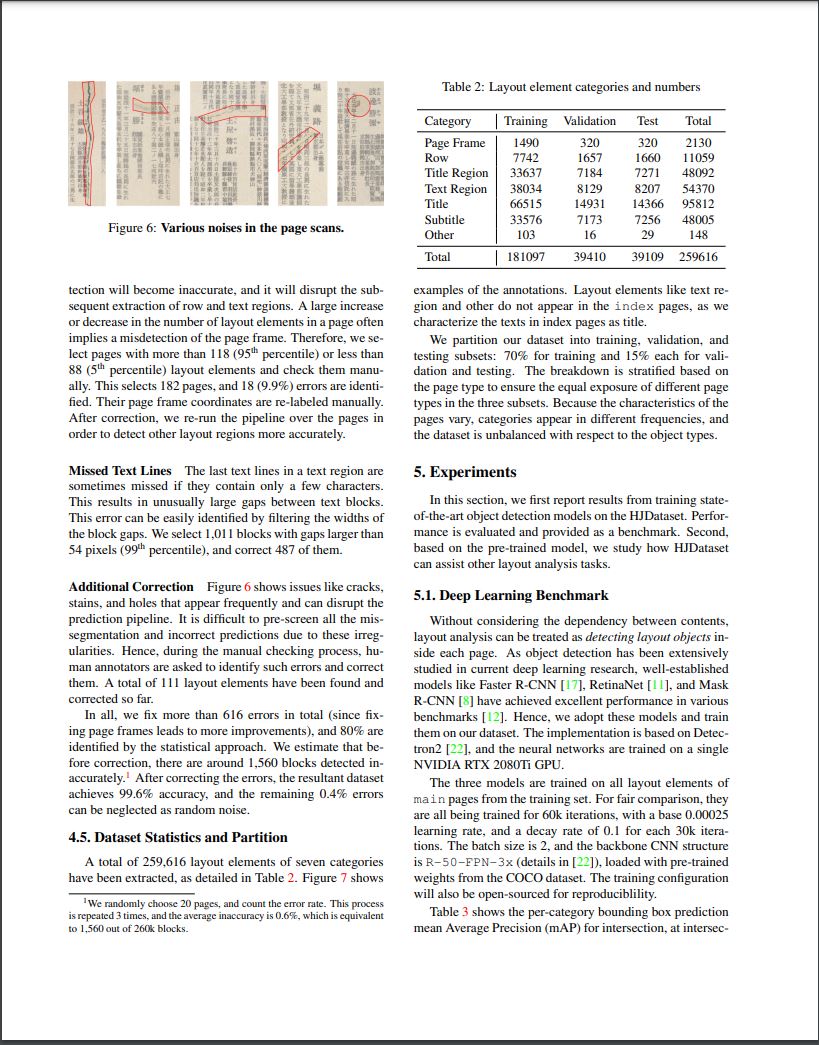 Figure 6: Various noises in the page scans.
tection will become inaccurate, and it will disrupt the sub-
sequent extraction of row and text regions. A large increase
or decrease in the number of layout elements in a page often
implies a misdetection of the page frame. Therefore, we se-
lect pages with more than 118 (95th percentile) or less than
88 (5th percentile) layout elements and check them manu-
ally. This selects 182 pages, and 18 (9.9%) errors are identi-
fied. Their page frame coordinates are re-labeled manually.
After correction, we re-run the pipeline over the pages in
order to detect other layout regions more accurately.
Missed Text Lines The last text lines in a text region are
sometimes missed if they contain only a few characters.
This results in unusually large gaps between text blocks.
This error can be easily identified by filtering the widths of
the block gaps. We select 1,011 blocks with gaps larger than
54 pixels (99th percentile), and correct 487 of them.
Additional Correction Figure 6 shows issues like cracks,
stains, and holes that appear frequently and can disrupt the
prediction pipeline. It is difficult to pre-screen all the mis-
segmentation and incorrect predictions due to these irreg-
ularities. Hence, during the manual checking process, hu-
man annotators are asked to identify such errors and correct
them. A total of 111 layout elements have been found and
corrected so far.
In all, we fix more than 616 errors in total (since fix-
ing page frames leads to more improvements), and 80% are
identified by the statistical approach. We estimate that be-
fore correction, there are around 1,560 blocks detected in-
accurately.1 After correcting the errors, the resultant dataset
achieves 99.6% accuracy, and the remaining 0.4% errors
can be neglected as random noise.
4.5. Dataset Statistics and Partition
A total of 259,616 layout elements of seven categories
have been extracted, as detailed in Table 2. Figure 7 shows
1We randomly choose 20 pages, and count the error rate. This process
is repeated 3 times, and the average inaccuracy is 0.6%, which is equivalent
to 1,560 out of 260k blocks.
Table 2: Layout element categories and numbers
Category Training Validation Test Total
Page Frame 1490 320 320 2130
Row 7742 1657 1660 11059
Title Region 33637 7184 7271 48092
Text Region 38034 8129 8207 54370
Title 66515 14931 14366 95812
Subtitle 33576 7173 7256 48005
Other 103 16 29 148
Total 181097 39410 39109 259616
examples of the annotations. Layout elements like text re-
gion and other do not appear in the index pages, as we
characterize the texts in index pages as title.
We partition our dataset into training, validation, and
testing subsets: 70% for training and 15% each for vali-
dation and testing. The breakdown is stratified based on
the page type to ensure the equal exposure of different page
types in the three subsets. Because the characteristics of the
pages vary, categories appear in different frequencies, and
the dataset is unbalanced with respect to the object types.
5. Experiments
In this section, we first report results from training state-
of-the-art object detection models on the HJDataset. Perfor-
mance is evaluated and provided as a benchmark. Second,
based on the pre-trained model, we study how HJDataset
can assist other layout analysis tasks.
5.1. Deep Learning Benchmark
Without considering the dependency between contents,
layout analysis can be treated as detecting layout objects in-
side each page. As object detection has been extensively
studied in current deep learning research, well-established
models like Faster R-CNN [17], RetinaNet [11], and Mask
R-CNN [8] have achieved excellent performance in various
benchmarks [12]. Hence, we adopt these models and train
them on our dataset. The implementation is based on Detec-
tron2 [22], and the neural networks are trained on a single
NVIDIA RTX 2080Ti GPU.
The three models are trained on all layout elements of
main pages from the training set. For fair comparison, they
are all being trained for 60k iterations, with a base 0.00025
learning rate, and a decay rate of 0.1 for each 30k itera-
tions. The batch size is 2, and the backbone CNN structure
is R-50-FPN-3x (details in [22]), loaded with pre-trained
weights from the COCO dataset. The training configuration
will also be open-sourced for reproduciblility.
Table 3 shows the per-category bounding box prediction
mean Average Precision (mAP) for intersection, at intersec-